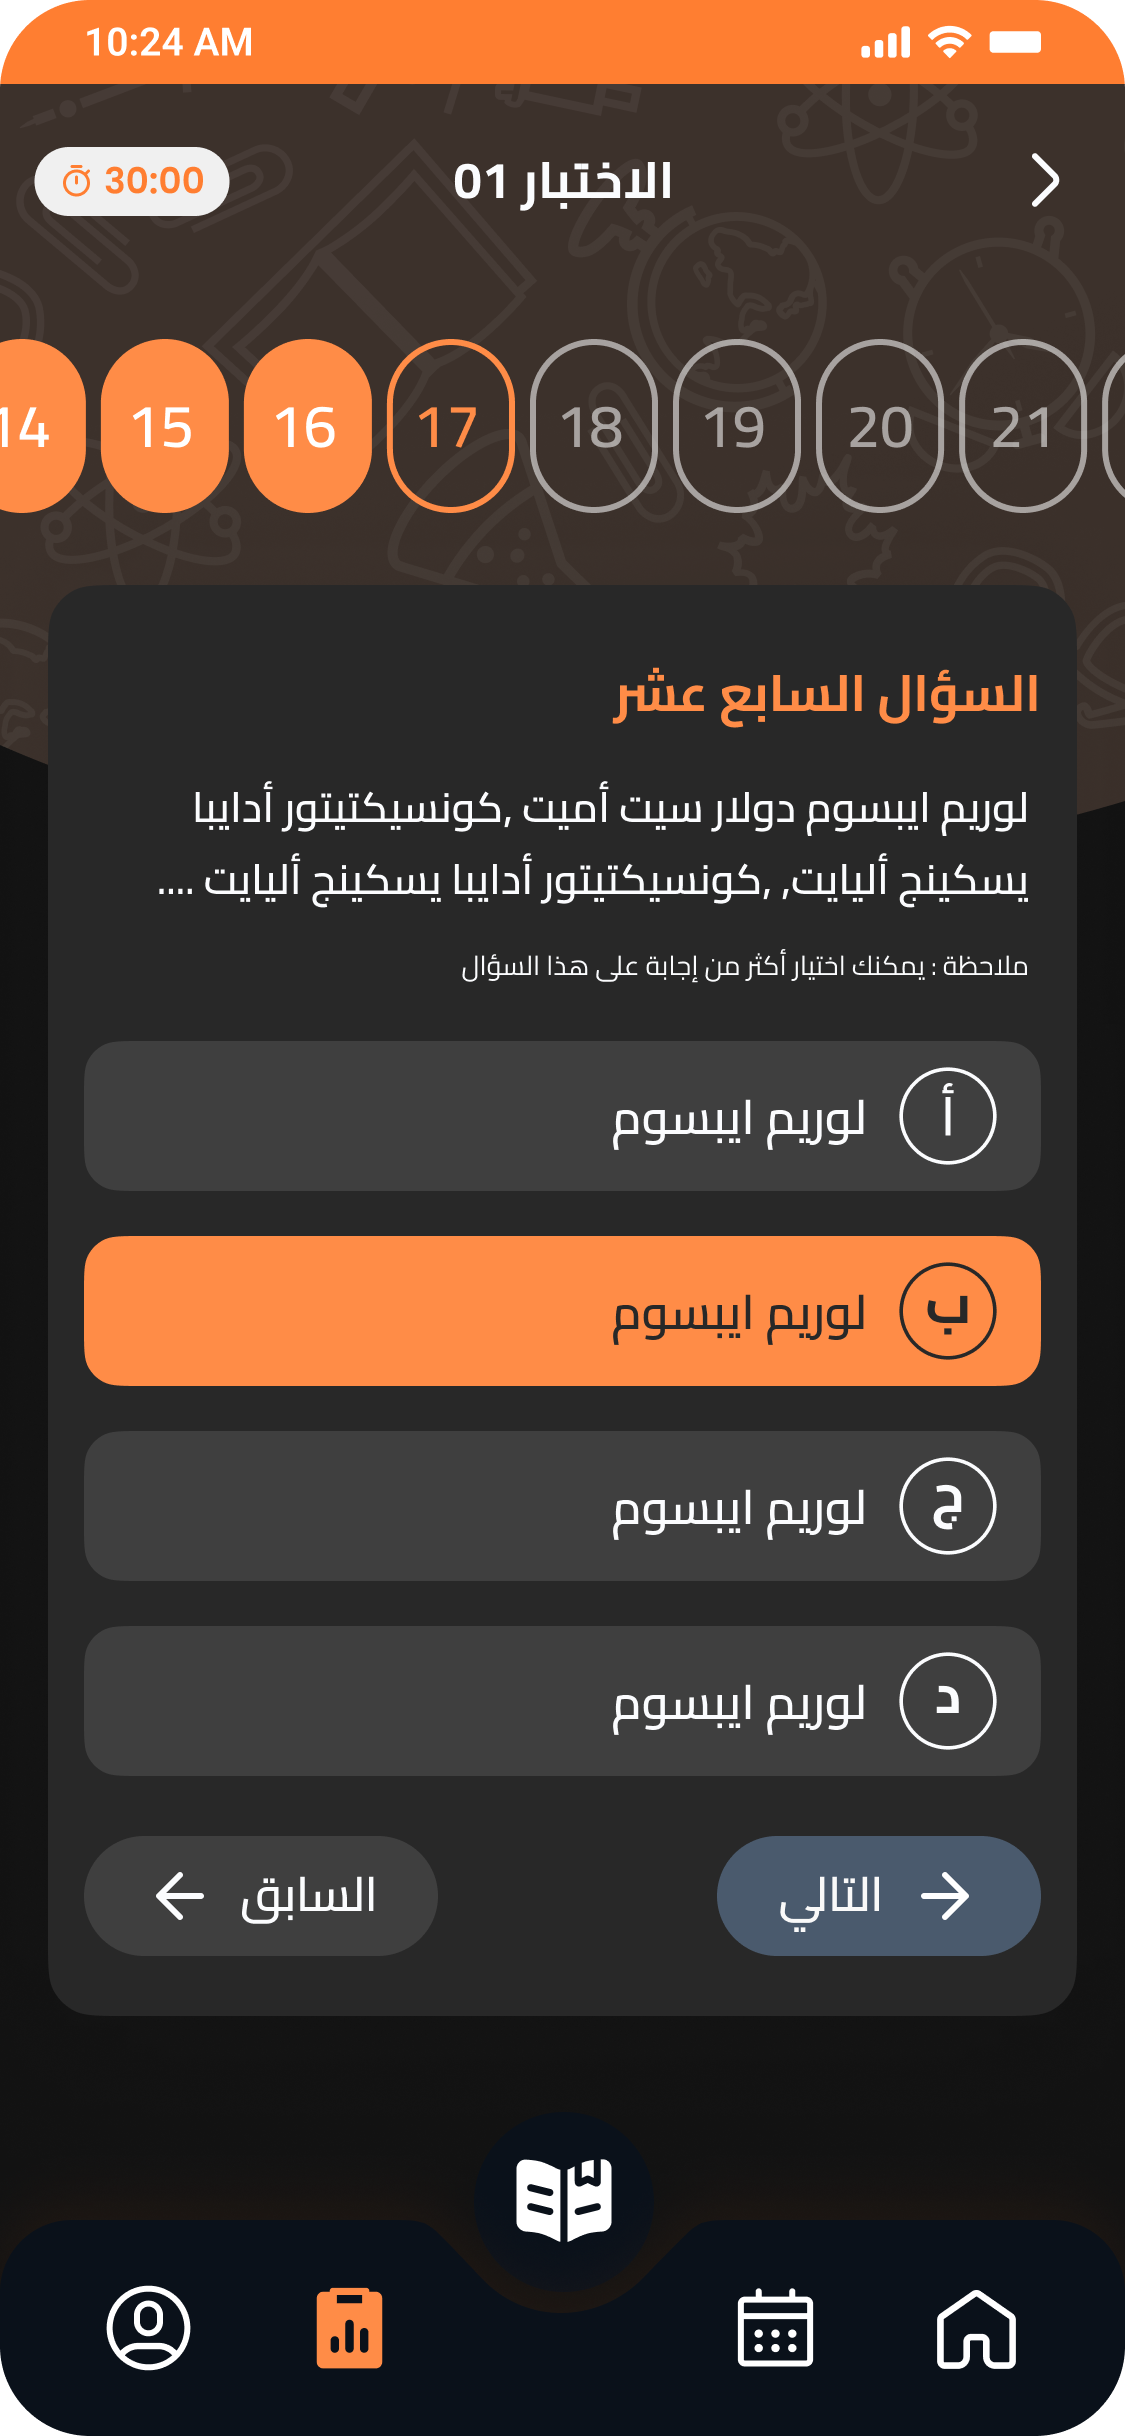 10:24 AM
الاختبار 01
30:00
14 15 16 17 18 19 20 21
السؤال السابع عشر
لوريم ايبسوم دولار سيت أميت ,كونسيكتيتور أدايبا
يسكينج أليايت, ,كونسيكتيتور أدايبا يسكينج أليايت ....
ملاحظة : يمكنك اختيار أكثر من إجابة على هذا السؤال
أ لوريم ايبسوم
ب لوريم ايبسوم
ج لوريم ايبسوم
د لوريم ايبسوم
التالي
السابق